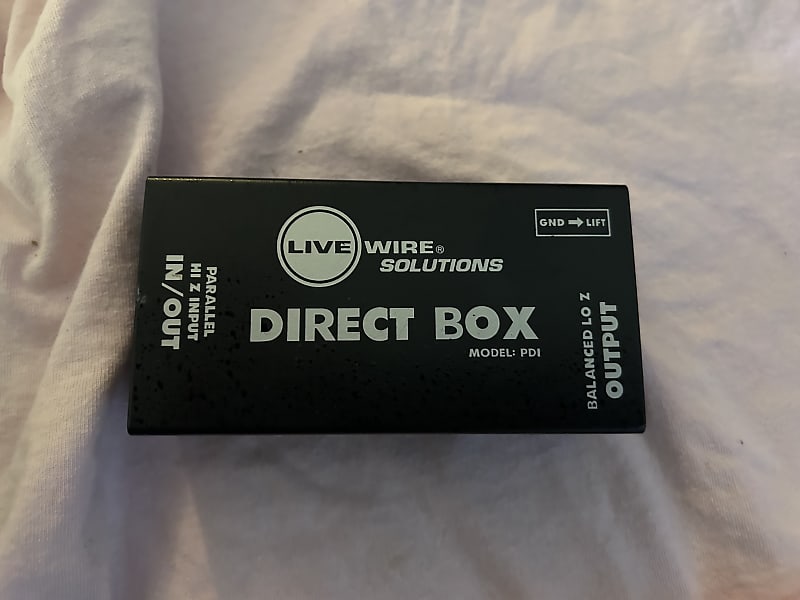 LIVE WIRE®
SOLUTIONS
GND → LIFT
PARALLEL
HI Z INPUT
IN/OUT
DIRECT BOX
MODEL: PDI
BALANCED LO Z
OUTPUT